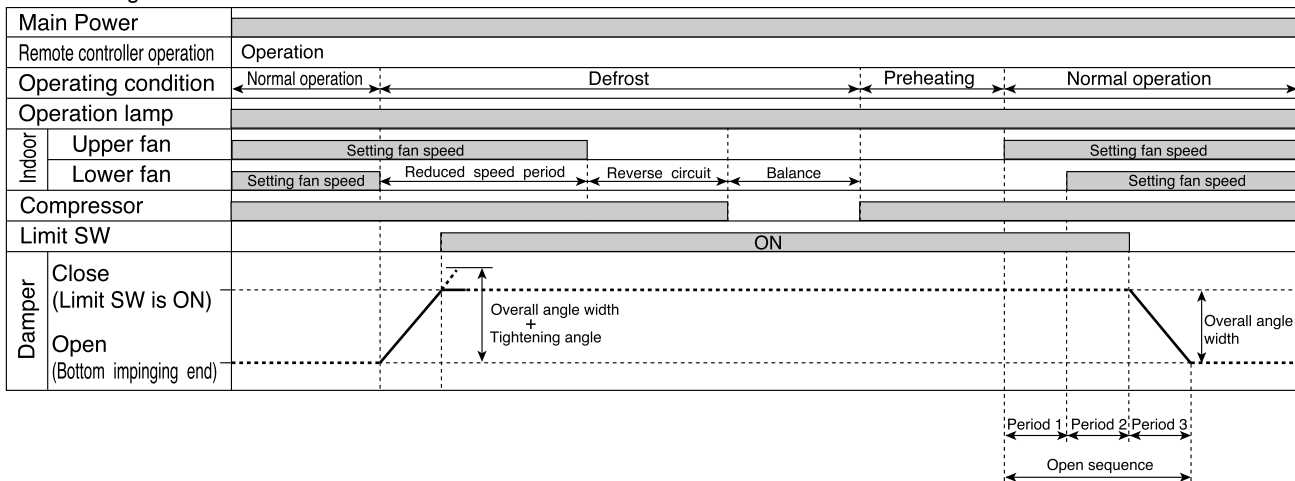 Main Power
Remote controller operation Operation
Operating condition Normal operation Defrost Preheating Normal operation
Operation lamp
Indoor
Upper fan Setting fan speed Setting fan speed
Lower fan Setting fan speed Reduced speed period Reverse circuit Balance Setting fan speed
Compressor
Limit SW ON
Damper
Close
(Limit SW is ON)
Open
(Bottom impinging end)
Overall angle width
+
Tightening angle
Overall angle
width
Period 1 Period 2 Period 3
Open sequence